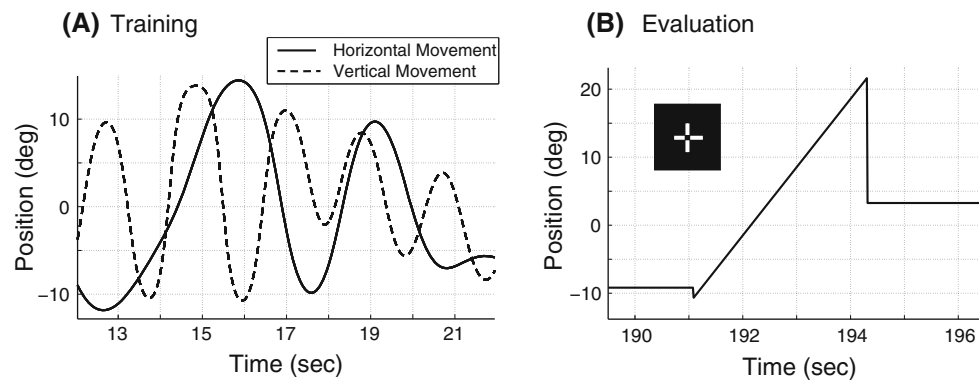 (A) Training
Horizontal Movement
Vertical Movement
Position (deg)
10
0
−10
13 15 17 19 21
Time (sec)
(B) Evaluation
Position (deg)
20
10
0
−10
190 192 194 196
Time (sec)